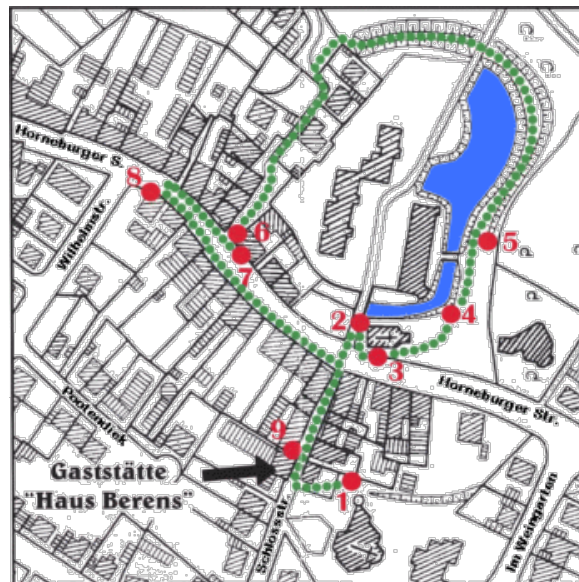 Horneburger S.
8
Wilhelmstr.
6
7
5
2
4
3
Horneburger Str.
Pootendiek
9
Gaststätte
"Haus Berens"
1
Schlossstr.
Im Weingarten